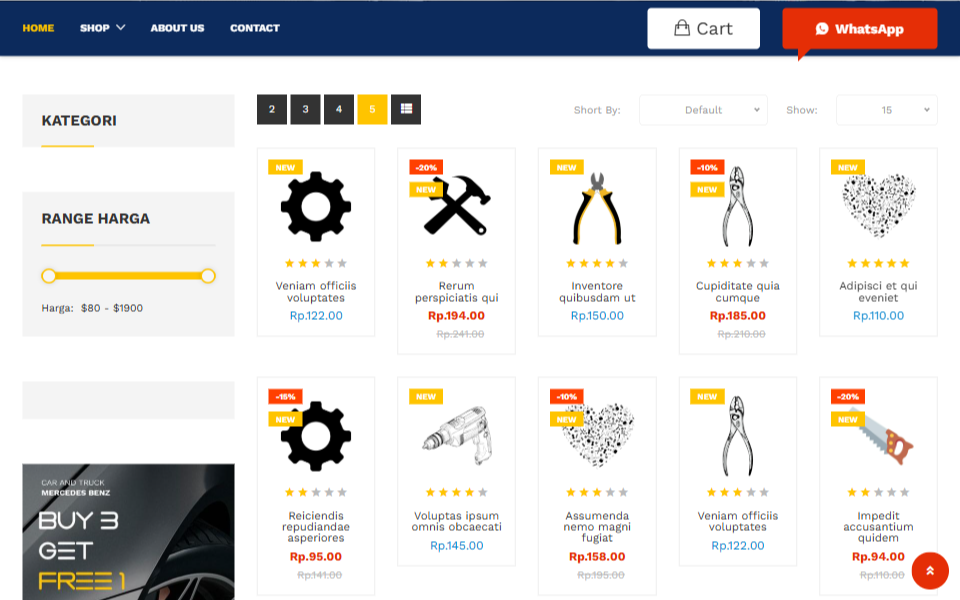 HOME
SHOP
ABOUT US
CONTACT
Cart
WhatsApp
KATEGORI
RANGE HARGA
Harga: $80 - $1900
CAR AND TRUCK
MERCEDES BENZ
BUY 3
GET
FREE 1
2
3
4
5
Short By:
Default
Show:
15
NEW
Veniam officiis
voluptates
Rp.122.00
-20%
NEW
Rerum
perspiciatis qui
Rp.194.00
Rp.241.00
NEW
Inventore
quibusdam ut
Rp.150.00
-10%
NEW
Cupiditate quia
cumque
Rp.185.00
Rp.210.00
NEW
Adipisci et qui
eveniet
Rp.110.00
-15%
NEW
Reiciendis
repudiandae
asperiores
Rp.95.00
Rp.141.00
NEW
Voluptas ipsum
omnis obcaecati
Rp.145.00
-10%
NEW
Assumenda
nemo magni
fugiat
Rp.158.00
Rp.195.00
NEW
Veniam officiis
voluptates
Rp.122.00
-20%
NEW
Impedit
accusantium
quidem
Rp.94.00
Rp.110.00